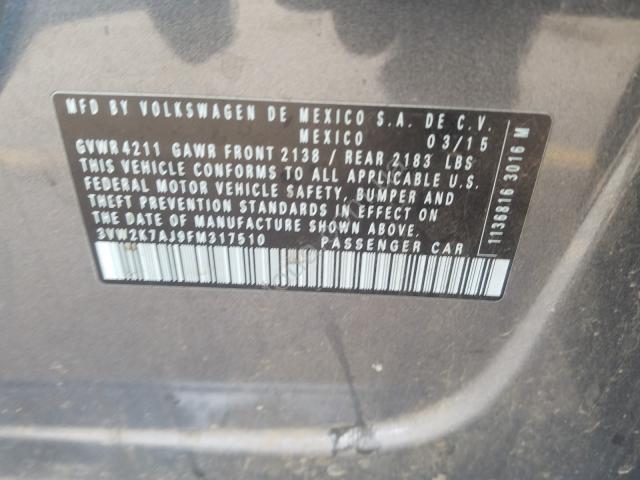 MFD BY VOLKSWAGEN DE MEXICO S.A. DE C.V.
MEXICO 03/15
GVWR 4211 GAWR FRONT 2138 / REAR 2183 LBS
THIS VEHICLE CONFORMS TO ALL APPLICABLE U.S.
FEDERAL MOTOR VEHICLE SAFETY, BUMPER AND
THEFT PREVENTION STANDARDS IN EFFECT ON
THE DATE OF MANUFACTURE SHOWN ABOVE.
3VW2K7AJ9FM317510 PASSENGER CAR
1136816 3016 M